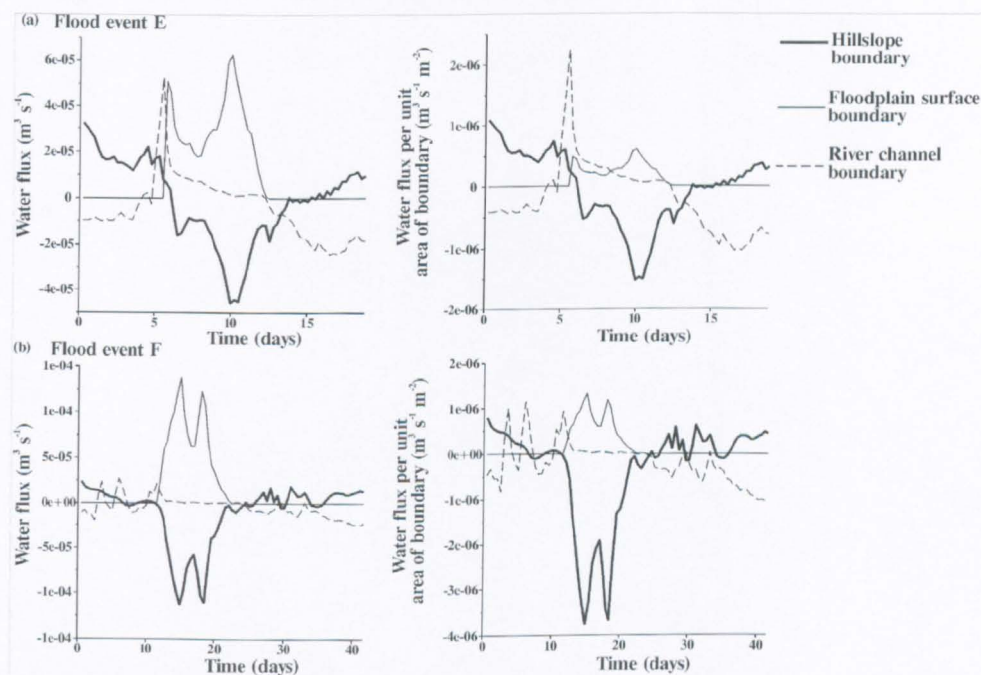 (a) Flood event E
Water flux (m³ s⁻¹)
6e-05
4e-05
2e-05
0
-2e-05
-4e-05
0 5 10 15
Time (days)
Water flux per unit
area of boundary (m³ s⁻¹ m⁻²)
2e-06
1e-06
0
-1e-06
-2e-06
0 5 10 15
Time (days)
Hillslope
boundary
Floodplain surface
boundary
River channel
boundary
(b) Flood event F
Water flux (m³ s⁻¹)
1e-04
1e-04
5e-05
0e+00
-5e-05
-1e-04
-1e-04
0 10 20 30 40
Time (days)
Water flux per unit
area of boundary (m³ s⁻¹ m⁻²)
2e-06
1e-06
0e+00
-1e-06
-2e-06
-3e-06
-4e-06
0 10 20 30 40
Time (days)